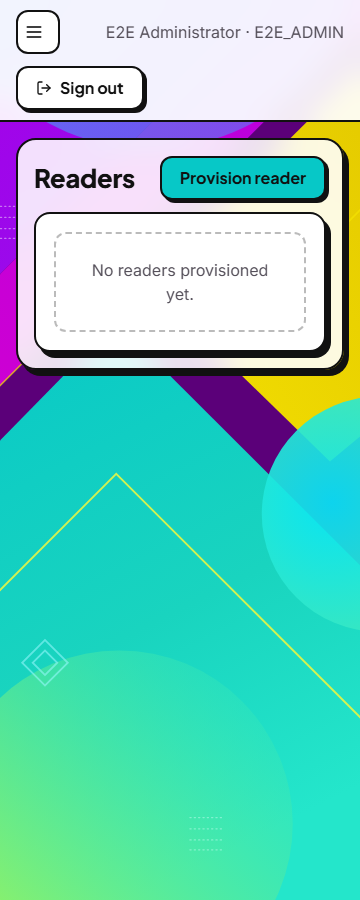 E2E Administrator · E2E_ADMIN
Sign out
Readers
Provision reader
No readers provisioned
yet.